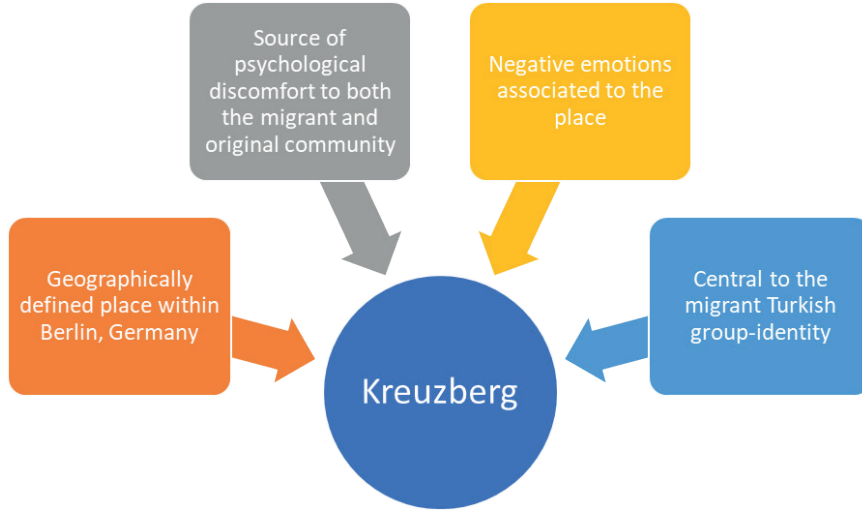 Source of
psychological
discomfort to both
the migrant and
original community
Negative emotions
associated to the
place
Geographically
defined place within
Berlin, Germany
Central to the
migrant Turkish
group-identity
Kreuzberg